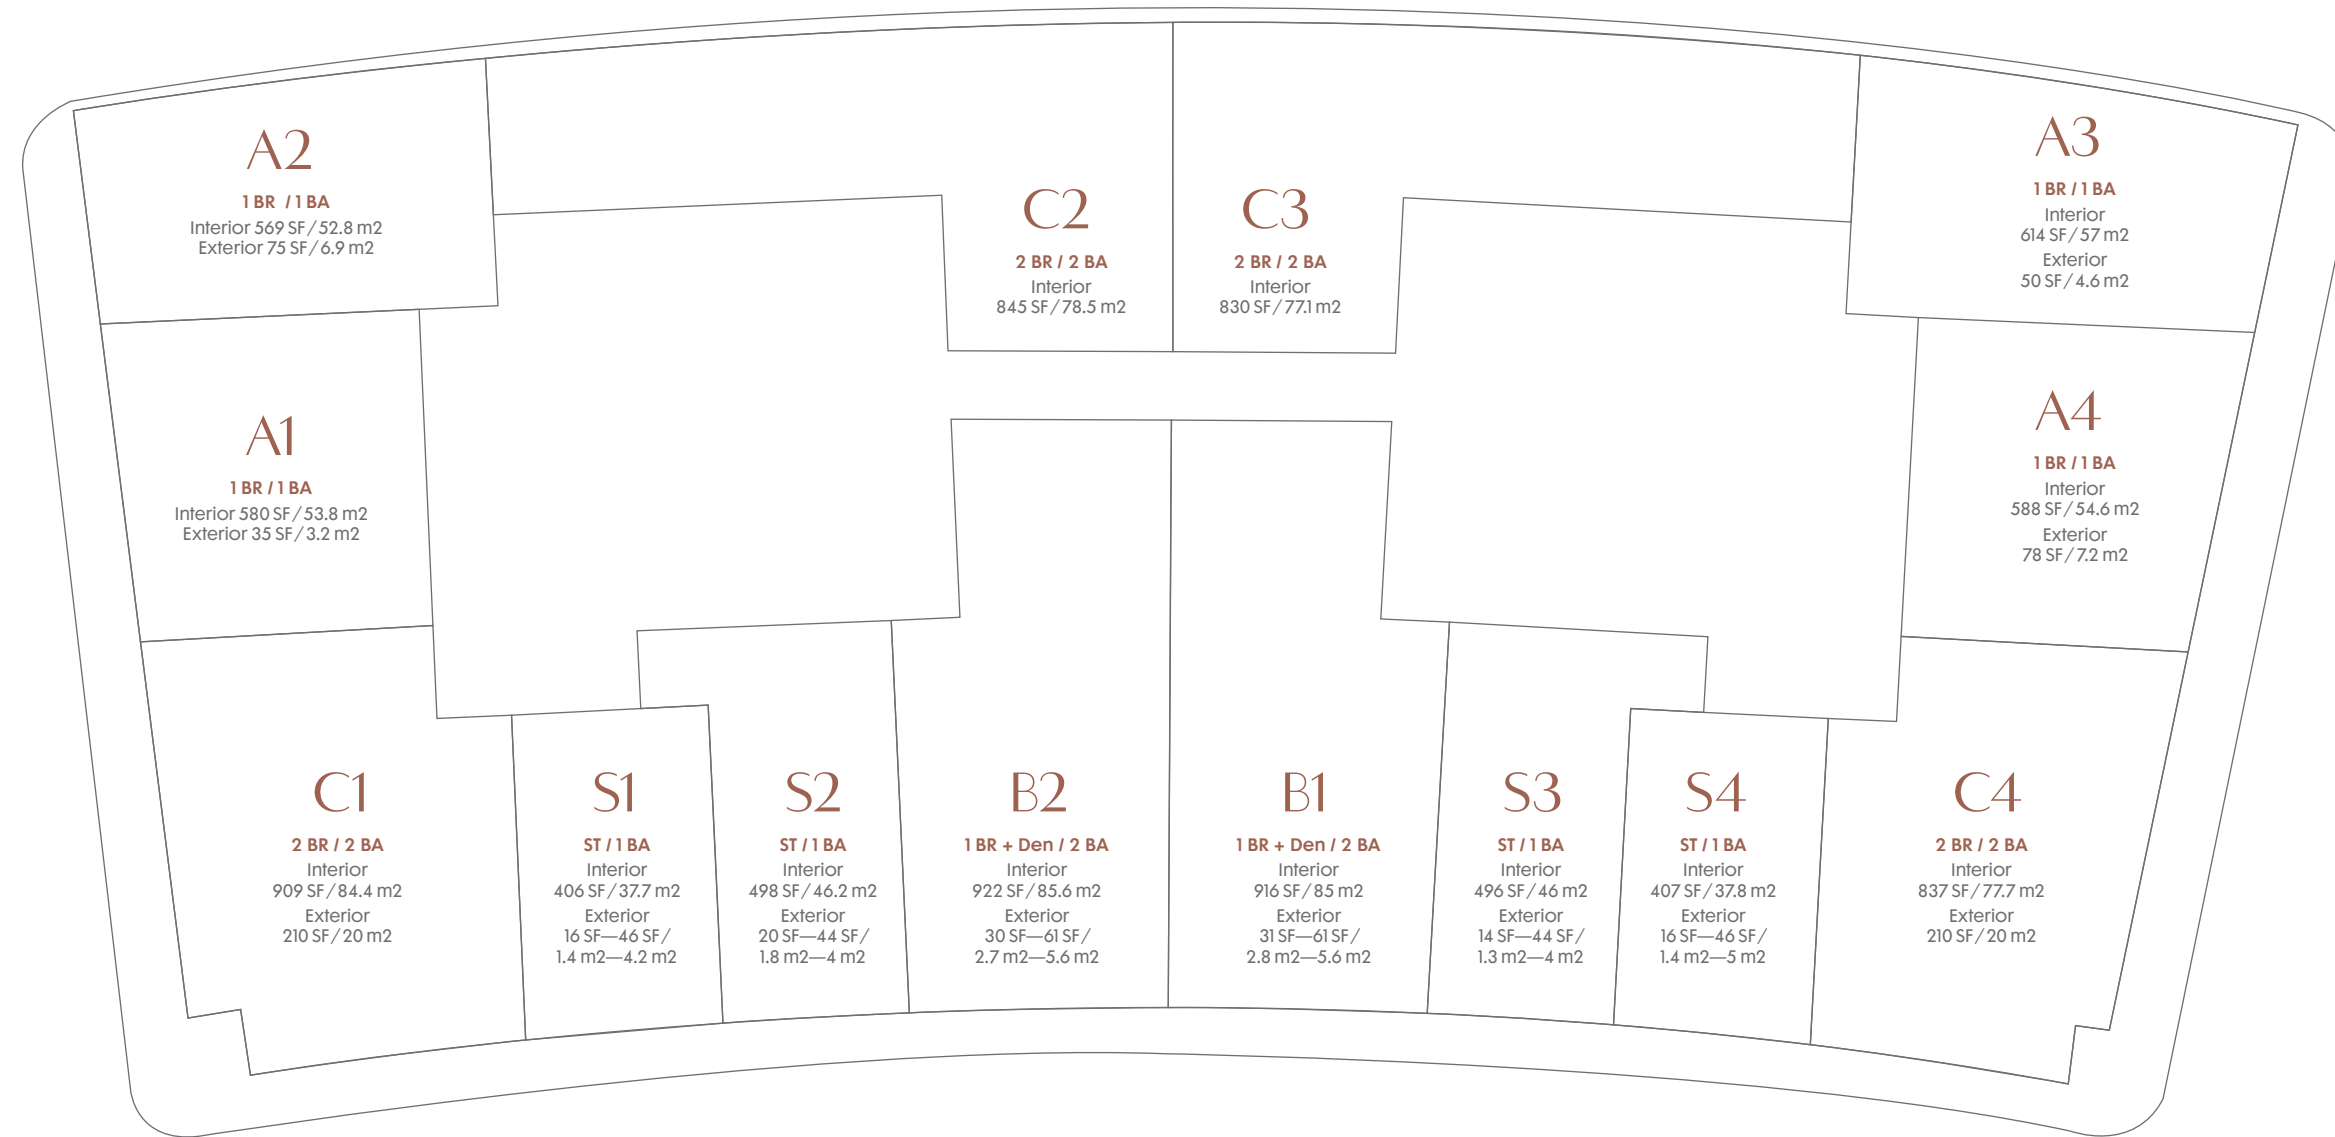 A2
1 BR / 1 BA
Interior 569 SF/52.8 m2
Exterior 75 SF/6.9 m2
C2
2 BR / 2 BA
Interior
845 SF/78.5 m2
C3
2 BR / 2 BA
Interior
830 SF/77.1 m2
A3
1 BR / 1 BA
Interior
614 SF/57 m2
Exterior
50 SF/4.6 m2
A1
1 BR / 1 BA
Interior 580 SF/53.8 m2
Exterior 35 SF/3.2 m2
A4
1 BR / 1 BA
Interior
588 SF/54.6 m2
Exterior
78 SF/7.2 m2
C1
2 BR / 2 BA
Interior
909 SF/84.4 m2
Exterior
210 SF/20 m2
S1
ST / 1 BA
Interior
406 SF/37.7 m2
Exterior
16 SF—46 SF/
1.4 m2—4.2 m2
S2
ST / 1 BA
Interior
498 SF/46.2 m2
Exterior
20 SF—44 SF/
1.8 m2—4 m2
B2
1 BR + Den / 2 BA
Interior
922 SF/85.6 m2
Exterior
30 SF—61 SF/
2.7 m2—5.6 m2
B1
1 BR + Den / 2 BA
Interior
916 SF/85 m2
Exterior
31 SF—61 SF/
2.8 m2—5.6 m2
S3
ST / 1 BA
Interior
496 SF/46 m2
Exterior
14 SF—44 SF/
1.3 m2—4 m2
S4
ST / 1 BA
Interior
407 SF/37.8 m2
Exterior
16 SF—46 SF/
1.4 m2—5 m2
C4
2 BR / 2 BA
Interior
837 SF/77.7 m2
Exterior
210 SF/20 m2